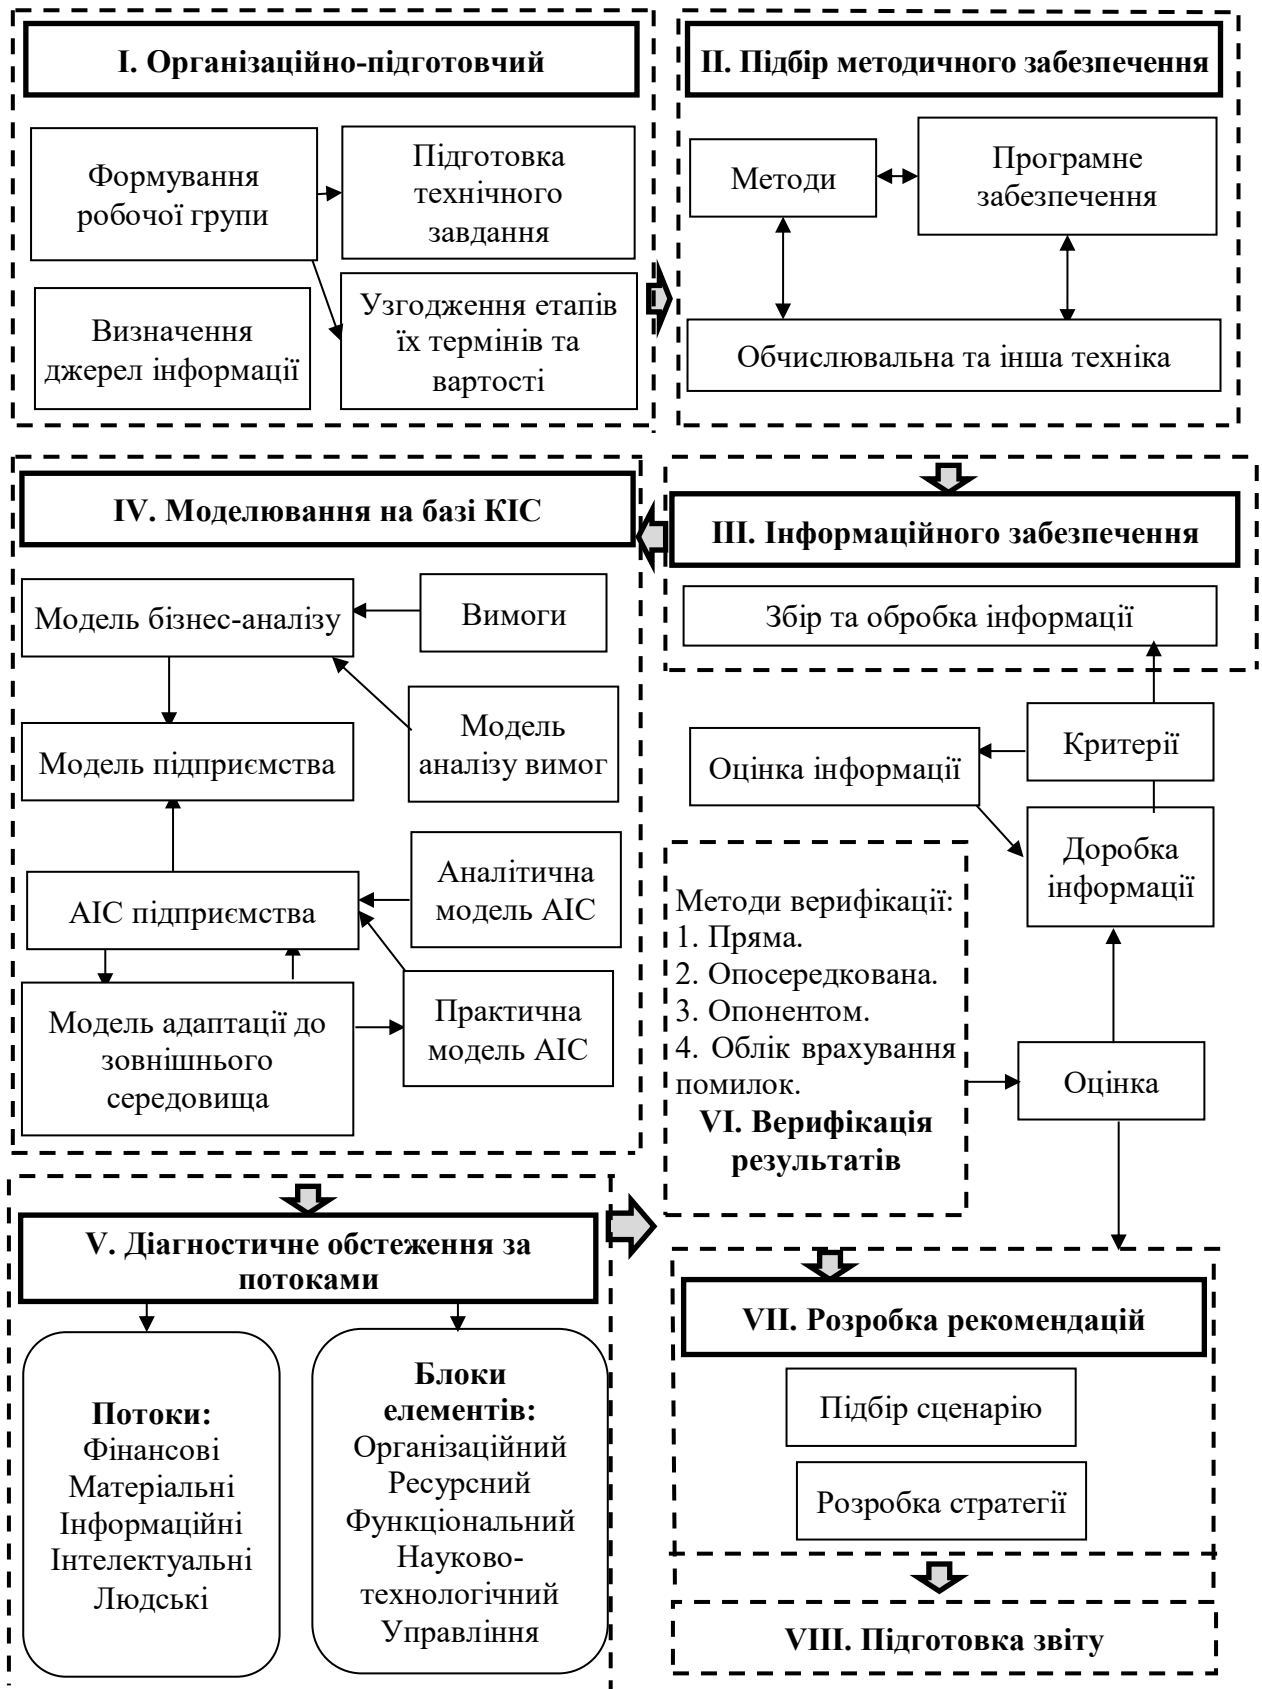 I. Організаційно-підготовчий
Формування
робочої групи
Підготовка
технічного
завдання
Визначення
джерел інформації
Узгодження етапів
їх термінів та
вартості
II. Підбір методичного забезпечення
Методи
Програмне
забезпечення
Обчислювальна та інша техніка
III. Інформаційного забезпечення
Збір та обробка інформації
Критерії
Оцінка інформації
Доробка
інформації
Оцінка
IV. Моделювання на базі КІС
Модель бізнес-аналізу
Вимоги
Модель
аналізу вимог
Модель підприємства
АІС підприємства
Аналітична
модель АІС
Модель адаптації до
зовнішнього
середовища
Практична
модель АІС
V. Діагностичне обстеження за
потоками
Потоки:
Фінансові
Матеріальні
Інформаційні
Інтелектуальні
Людські
Блоки
елементів:
Організаційний
Ресурсний
Функціональний
Науково-
технологічний
Управління
Методи верифікації:
1. Пряма.
2. Опосередкована.
3. Опонентом.
4. Облік врахування
помилок.
VI. Верифікація
результатів
VII. Розробка рекомендацій
Підбір сценарію
Розробка стратегії
VIII. Підготовка звіту